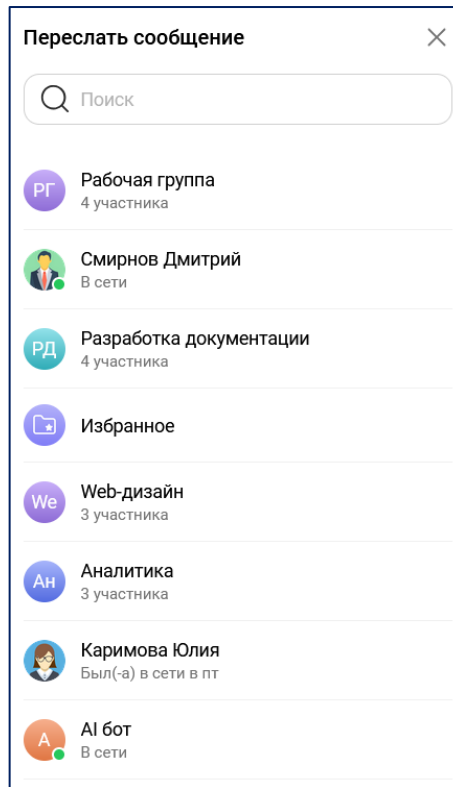 Переслать сообщение
Поиск
РГ
Рабочая группа
4 участника
Смирнов Дмитрий
В сети
РД
Разработка документации
4 участника
Избранное
We
Web-дизайн
3 участника
Ан
Аналитика
3 участника
Каримова Юлия
Был(-а) в сети в пт
A
AI бот
В сети